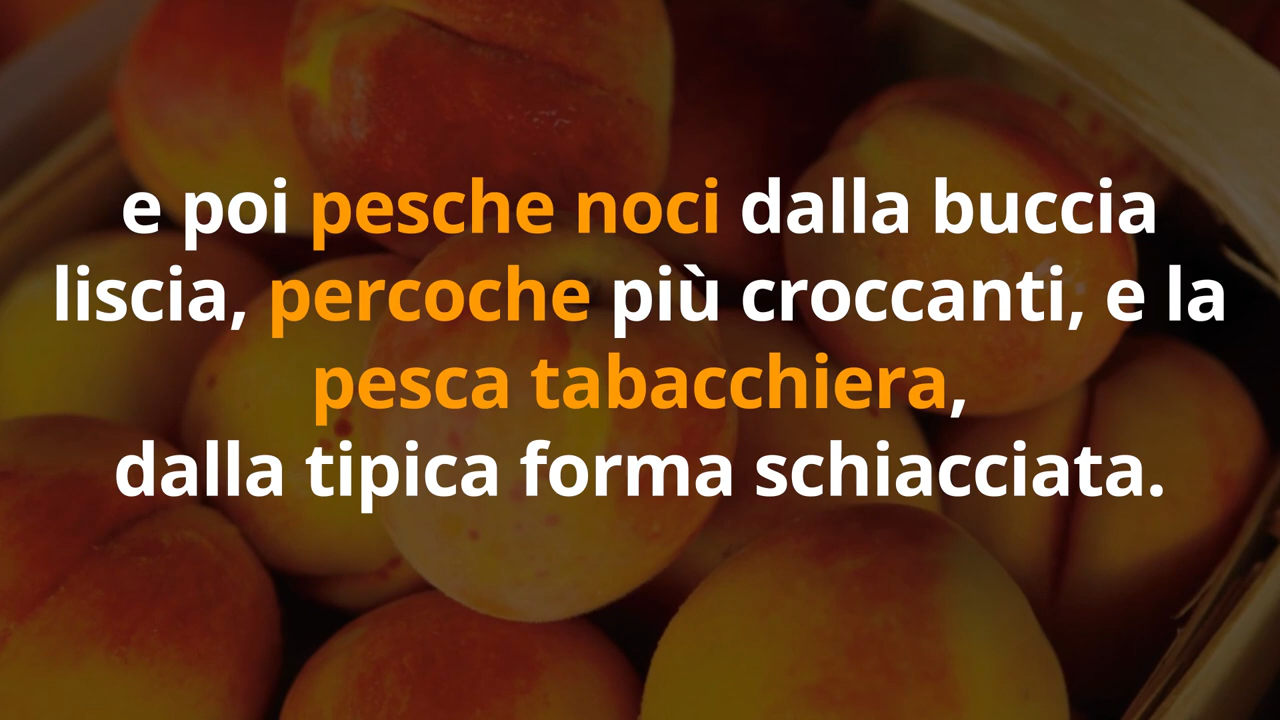 e poi pesche noci dalla buccia
liscia, percoche più croccanti, e la
pesca tabacchiera,
dalla tipica forma schiacciata.